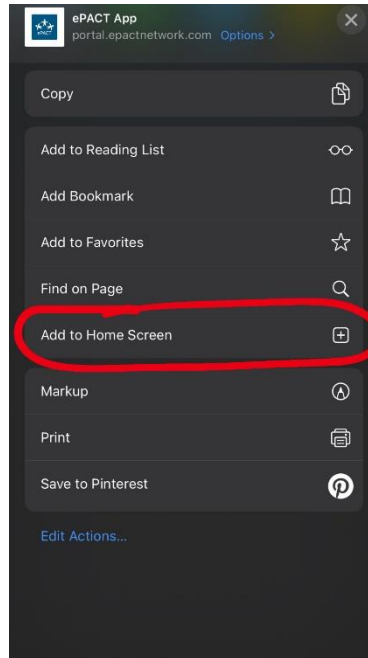 ePACT App
portal.epactnetwork.com Options >
Copy
Add to Reading List
Add Bookmark
Add to Favorites
Find on Page
Add to Home Screen
Markup
Print
Save to Pinterest
Edit Actions...